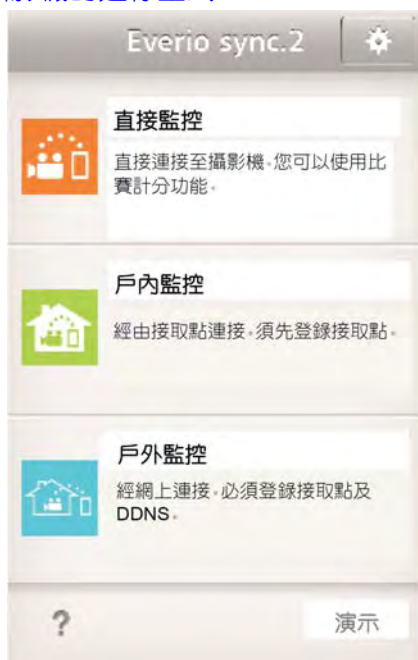 Everio sync.2
直接監控
直接連接至攝影機。您可以使用比
賽計分功能。
戶內監控
經由接取點連接。須先登錄接取點。
戶外監控
經網上連接。必須登錄接取點及
DDNS。
?
演示